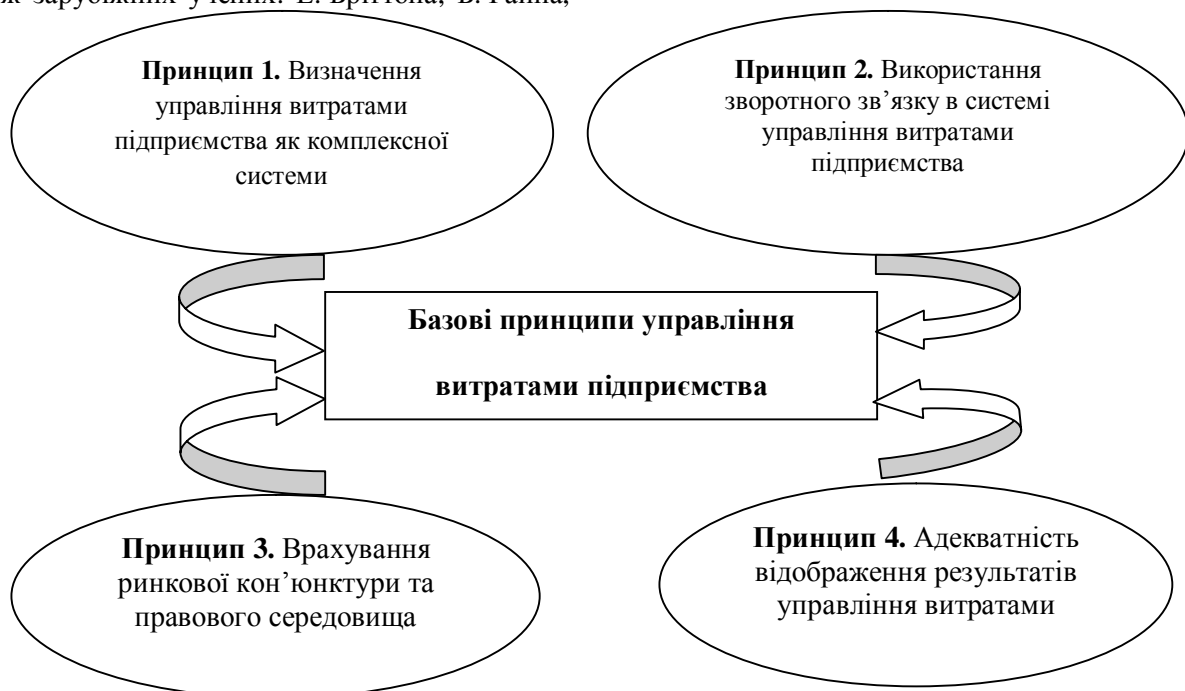 ж зарубіжних учених: Е.
Принцип 1. Визначення
управління витратами
підприємства як комплексної
системи
Принцип 2. Використання
зворотного зв’язку в системі
управління витратами
підприємства
Базові принципи управління
витратами підприємства
Принцип 3. Врахування
ринкової кон’юнктури та
правового середовища
Принцип 4. Адекватність
відображення результатів
управління витратами